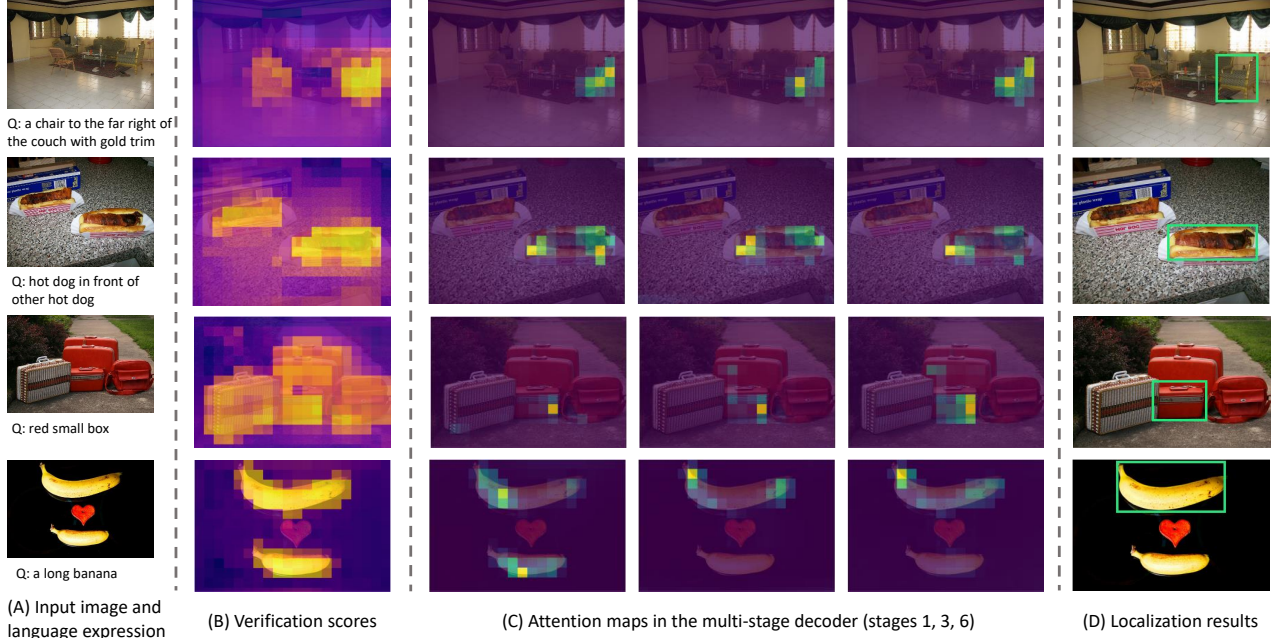 Q: a chair to the far right of
the couch with gold trim
Q: hot dog in front of
other hot dog
Q: red small box
Q: a long banana
(A) Input image and
language expression
(B) Verification scores
(C) Attention maps in the multi-stage decoder (stages 1, 3, 6)
(D) Localization results